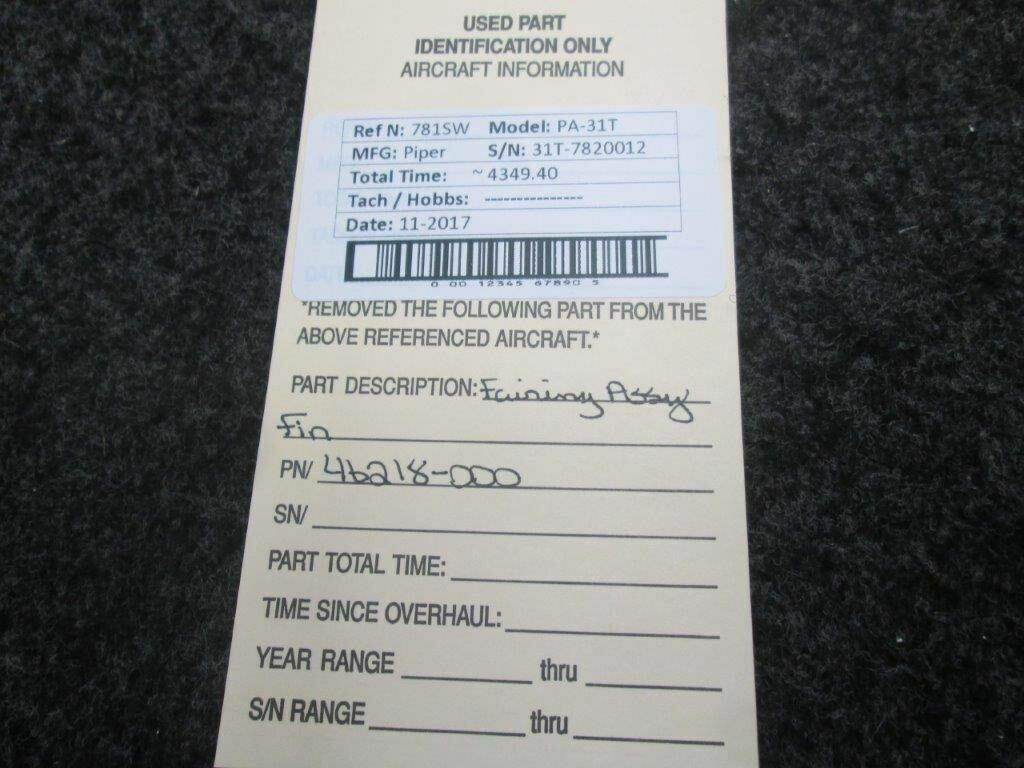 USED PART
IDENTIFICATION ONLY
AIRCRAFT INFORMATION
Ref N: 781SW Model: PA-31T
MFG: Piper S/N: 31T-7820012
Total Time: ~ 4349.40
Tach / Hobbs: ---------------
Date: 11-2017
0 00 12345 67890 5
*REMOVED THE FOLLOWING PART FROM THE
ABOVE REFERENCED AIRCRAFT.*
PART DESCRIPTION: Fairing Assy
Fin
PN/ 46218-000
SN/
PART TOTAL TIME:
TIME SINCE OVERHAUL:
YEAR RANGE thru
S/N RANGE thru